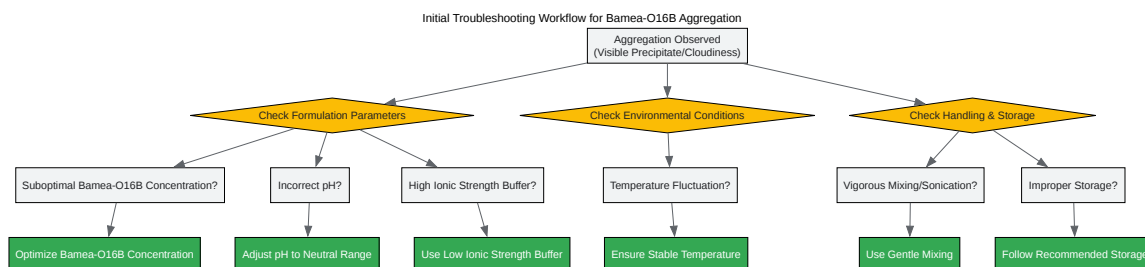 Initial Troubleshooting Workflow for Bamea-O16B Aggregation
Aggregation Observed
(Visible Precipitate/Cloudiness)
Check Formulation Parameters
Check Environmental Conditions
Check Handling & Storage
Suboptimal Bamea-O16B Concentration?
Incorrect pH?
High Ionic Strength Buffer?
Temperature Fluctuation?
Vigorous Mixing/Sonication?
Improper Storage?
Optimize Bamea-O16B Concentration
Adjust pH to Neutral Range
Use Low Ionic Strength Buffer
Ensure Stable Temperature
Use Gentle Mixing
Follow Recommended Storage